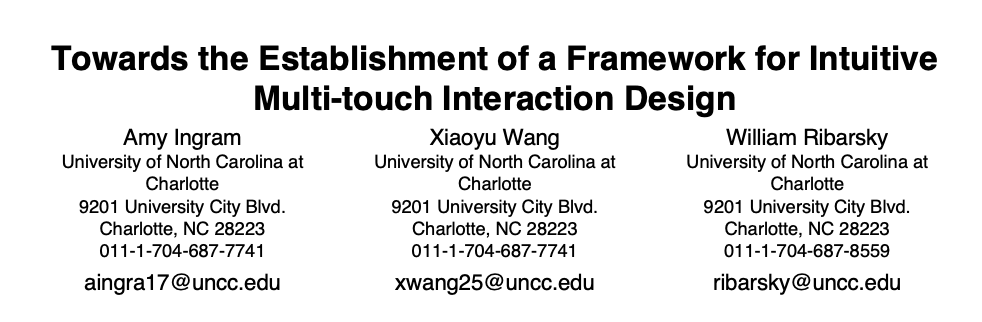 Towards the Establishment of a Framework for Intuitive
Multi-touch Interaction Design
Amy Ingram
University of North Carolina at
Charlotte
9201 University City Blvd.
Charlotte, NC 28223
011-1-704-687-7741
aingra17@uncc.edu
Xiaoyu Wang
University of North Carolina at
Charlotte
9201 University City Blvd.
Charlotte, NC 28223
011-1-704-687-7741
xwang25@uncc.edu
William Ribarsky
University of North Carolina at
Charlotte
9201 University City Blvd.
Charlotte, NC 28223
011-1-704-687-8559
ribarsky@uncc.edu